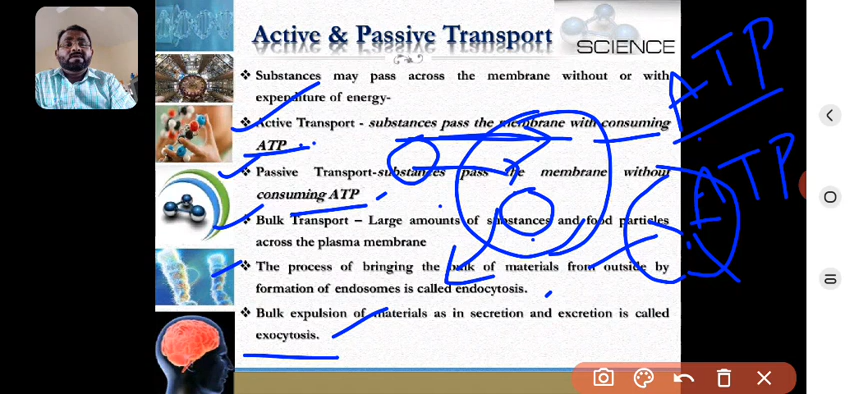 Active & Passive Transport
SCIENCE
❖ Substances may pass across the membrane without or with
expenditure of energy-
❖ Active Transport - substances pass the membrane with consuming
ATP
❖ Passive Transport-substances pass the membrane without
consuming ATP
❖ Bulk Transport – Large amounts of substances and food particles
across the plasma membrane
❖ The process of bringing the bulk of materials from outside by
formation of endosomes is called endocytosis.
❖ Bulk expulsion of materials as in secretion and excretion is called
exocytosis.
ATP
ATP